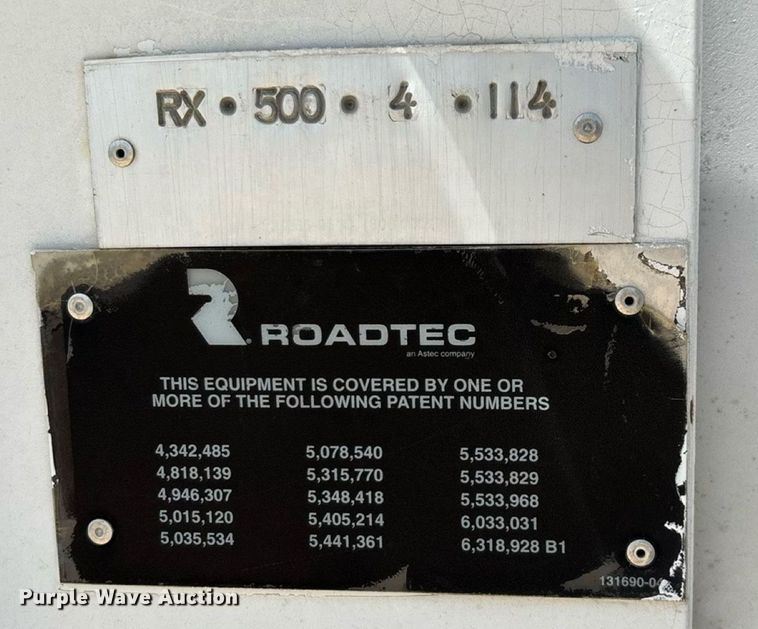 RX • 500 • 4 • 114
R. ROADTEC
an Astec company
THIS EQUIPMENT IS COVERED BY ONE OR
MORE OF THE FOLLOWING PATENT NUMBERS
4,342,485 5,078,540 5,533,828
4,818,139 5,315,770 5,533,829
4,946,307 5,348,418 5,533,968
5,015,120 5,405,214 6,033,031
5,035,534 5,441,361 6,318,928 B1
131690-04
Purple Wave Auction